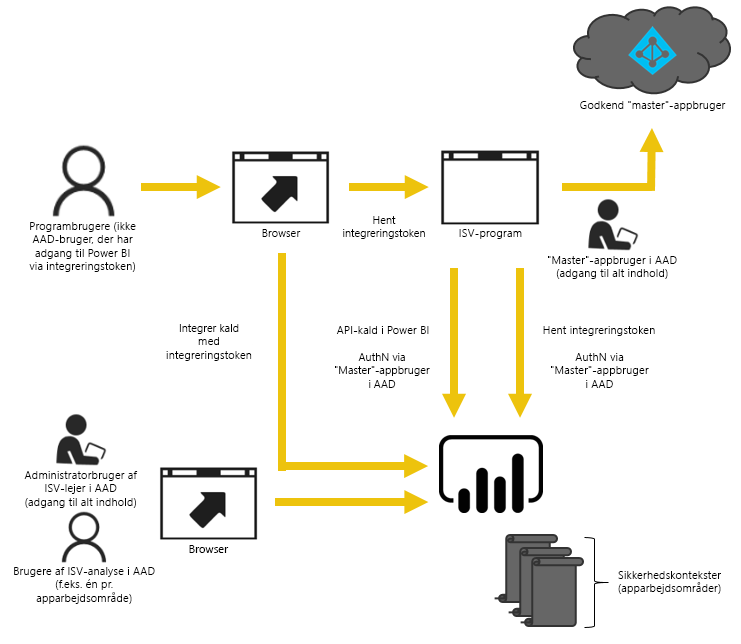 Godkend "master"-appbruger
Programbrugere (ikke
AAD-bruger, der har
adgang til Power BI
via integreringstoken)
Browser
Hent
integreringstoken
ISV-program
"Master"-appbruger i AAD
(adgang til alt indhold)
Integrer kald
med
integreringstoken
API-kald i Power BI
AuthN via
"Master"-appbruger
i AAD
Hent integreringstoken
AuthN via
"Master"-appbruger
i AAD
Administratorbruger af
ISV-lejer i AAD
(adgang til alt indhold)
Browser
Brugere af ISV-analyse i AAD
(f.eks. én pr.
apparbejdsområde)
Sikkerhedskontekster
(apparbejdsområder)